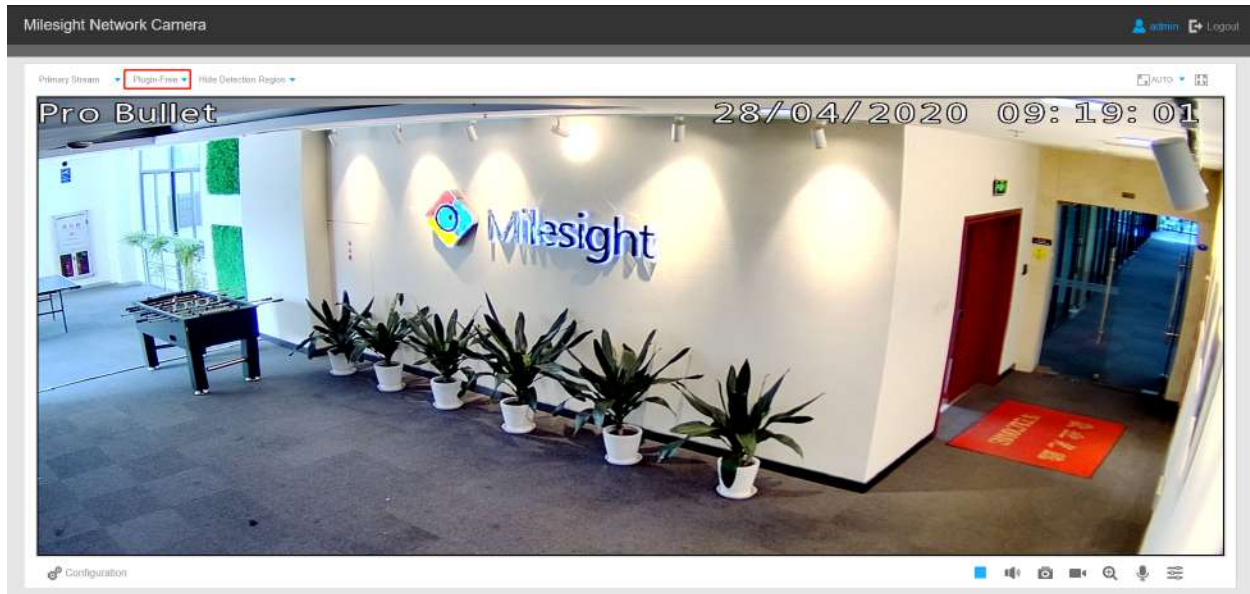 Milesight Network Camera
admin Logout
Primary Stream Plugin-Free Hide Detection Region
AUTO
Pro Bullet
28/04/2020 09:19:01
Milesight
Configuration